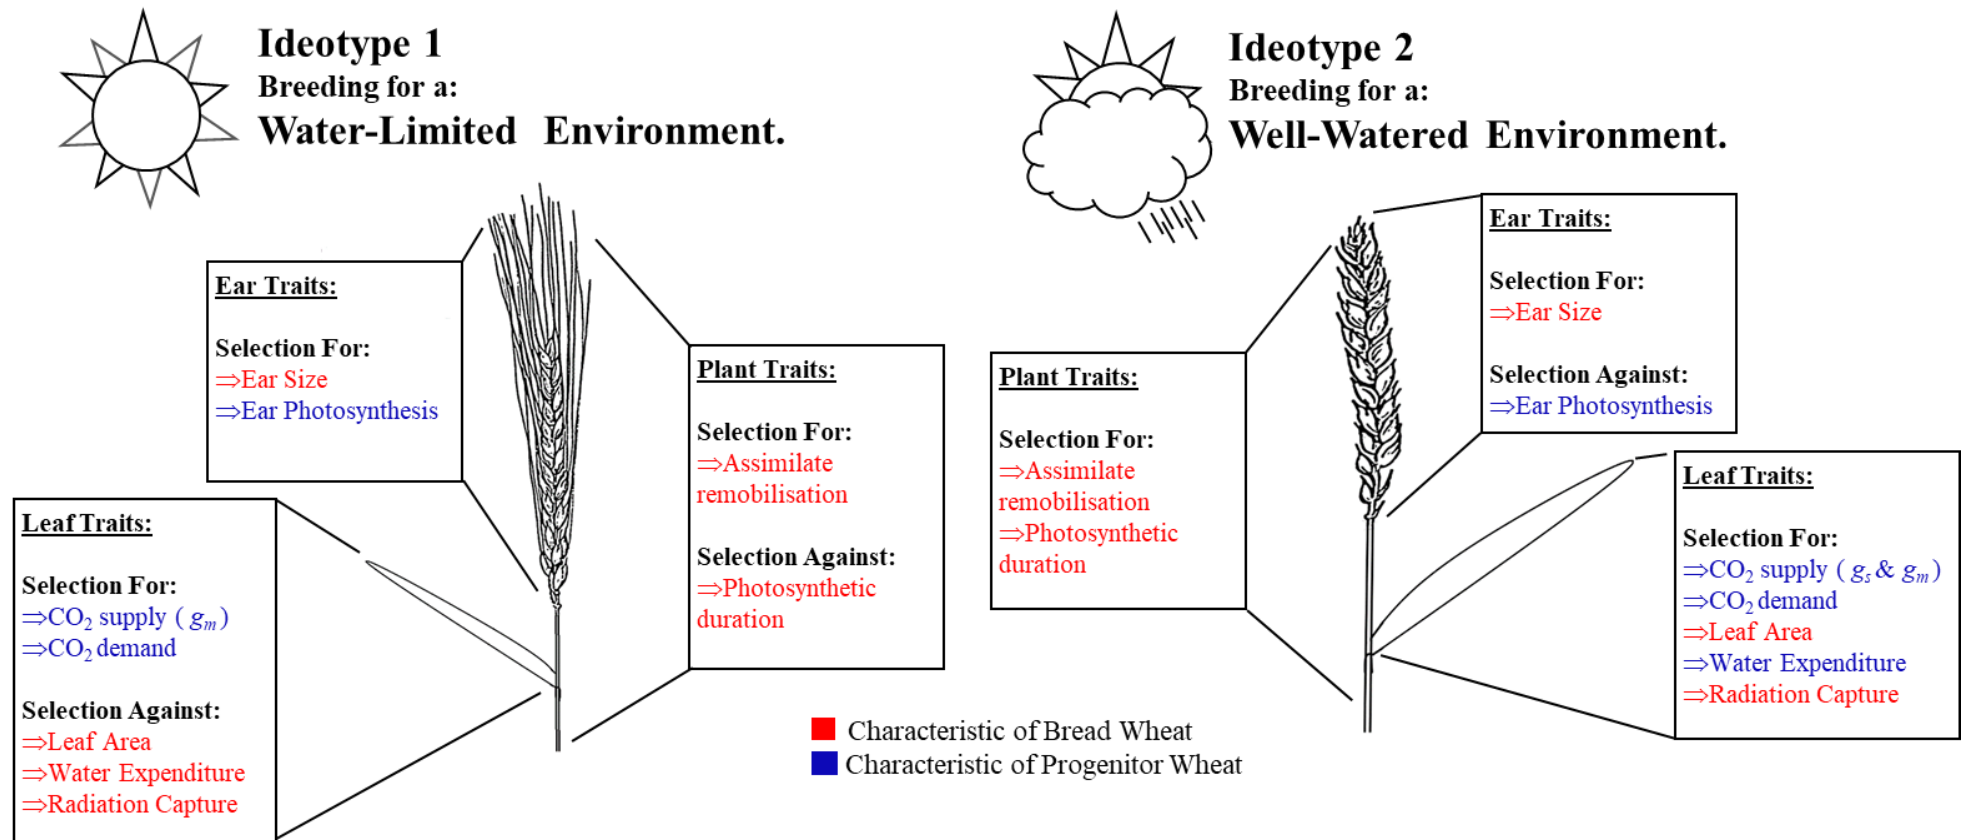 Ideotype 1
Breeding for a:
Water-Limited Environment.
Ear Traits:
Selection For:
⇒Ear Size
⇒Ear Photosynthesis
Plant Traits:
Selection For:
⇒Assimilate
remobilisation
Selection Against:
⇒Photosynthetic
duration
Leaf Traits:
Selection For:
⇒CO₂ supply ( gₘ)
⇒CO₂ demand
Selection Against:
⇒Leaf Area
⇒Water Expenditure
⇒Radiation Capture
Ideotype 2
Breeding for a:
Well-Watered Environment.
Ear Traits:
Selection For:
⇒Ear Size
Selection Against:
⇒Ear Photosynthesis
Plant Traits:
Selection For:
⇒Assimilate
remobilisation
⇒Photosynthetic
duration
Leaf Traits:
Selection For:
⇒CO₂ supply ( gₛ & gₘ)
⇒CO₂ demand
⇒Leaf Area
⇒Water Expenditure
⇒Radiation Capture
Characteristic of Bread Wheat
Characteristic of Progenitor Wheat